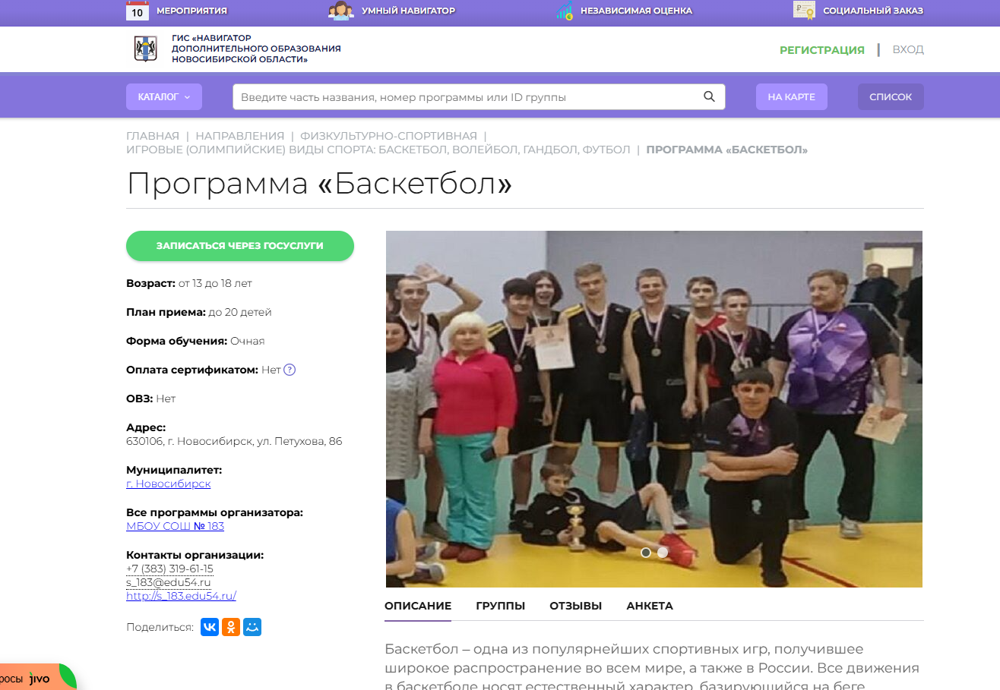 10 МЕРОПРИЯТИЯ УМНЫЙ НАВИГАТОР НЕЗАВИСИМАЯ ОЦЕНКА СОЦИАЛЬНЫЙ ЗАКАЗ
ГИС «НАВИГАТОР
ДОПОЛНИТЕЛЬНОГО ОБРАЗОВАНИЯ
НОВОСИБИРСКОЙ ОБЛАСТИ»
РЕГИСТРАЦИЯ | ВХОД
КАТАЛОГ Введите часть названия, номер программы или ID группы НА КАРТЕ СПИСОК
ГЛАВНАЯ | НАПРАВЛЕНИЯ | ФИЗКУЛЬТУРНО-СПОРТИВНАЯ |
ИГРОВЫЕ (ОЛИМПИЙСКИЕ) ВИДЫ СПОРТА: БАСКЕТБОЛ, ВОЛЕЙБОЛ, ГАНДБОЛ, ФУТБОЛ | ПРОГРАММА «БАСКЕТБОЛ»
Программа «Баскетбол»
ЗАПИСАТЬСЯ ЧЕРЕЗ ГОСУСЛУГИ
Возраст: от 13 до 18 лет
План приема: до 20 детей
Форма обучения: Очная
Оплата сертификатом: Нет ?
ОВЗ: Нет
Адрес:
630106, г. Новосибирск, ул. Петухова, 86
Муниципалитет:
г. Новосибирск
Все программы организатора:
МБОУ СОШ № 183
Контакты организации:
+7 (383) 319-61-15
s_183@edu54.ru
http://s_183.edu54.ru/
Поделиться:
ОПИСАНИЕ ГРУППЫ ОТЗЫВЫ АНКЕТА
Баскетбол – одна из популярнейших спортивных игр, получившее
широкое распространение во всем мире, а также в России. Все движения
в баскетболе носят естественный характер, базирующийся на беге,
росы jivo